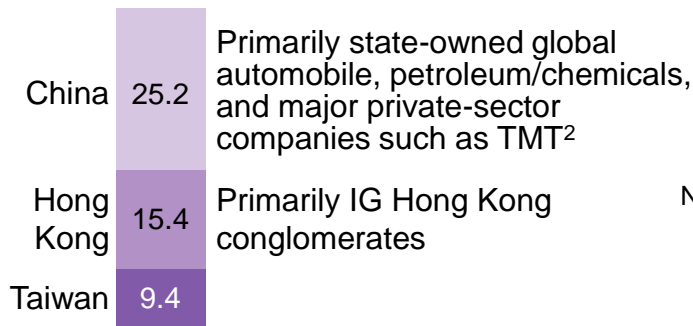 China 25.2 Primarily state-owned global
automobile, petroleum/chemicals,
and major private-sector
companies such as TMT²
Hong
Kong 15.4 Primarily IG Hong Kong
conglomerates
N
Taiwan 9.4